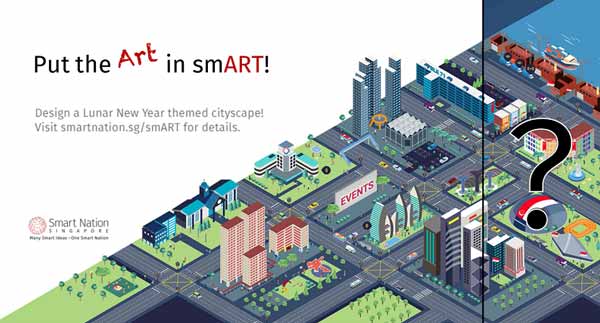 Put the Art in smART!
Design a Lunar New Year themed cityscape!
Visit smartnation.sg/smART for details.
EVENTS
Smart Nation
SINGAPORE
Many Smart Ideas • One Smart Nation
?